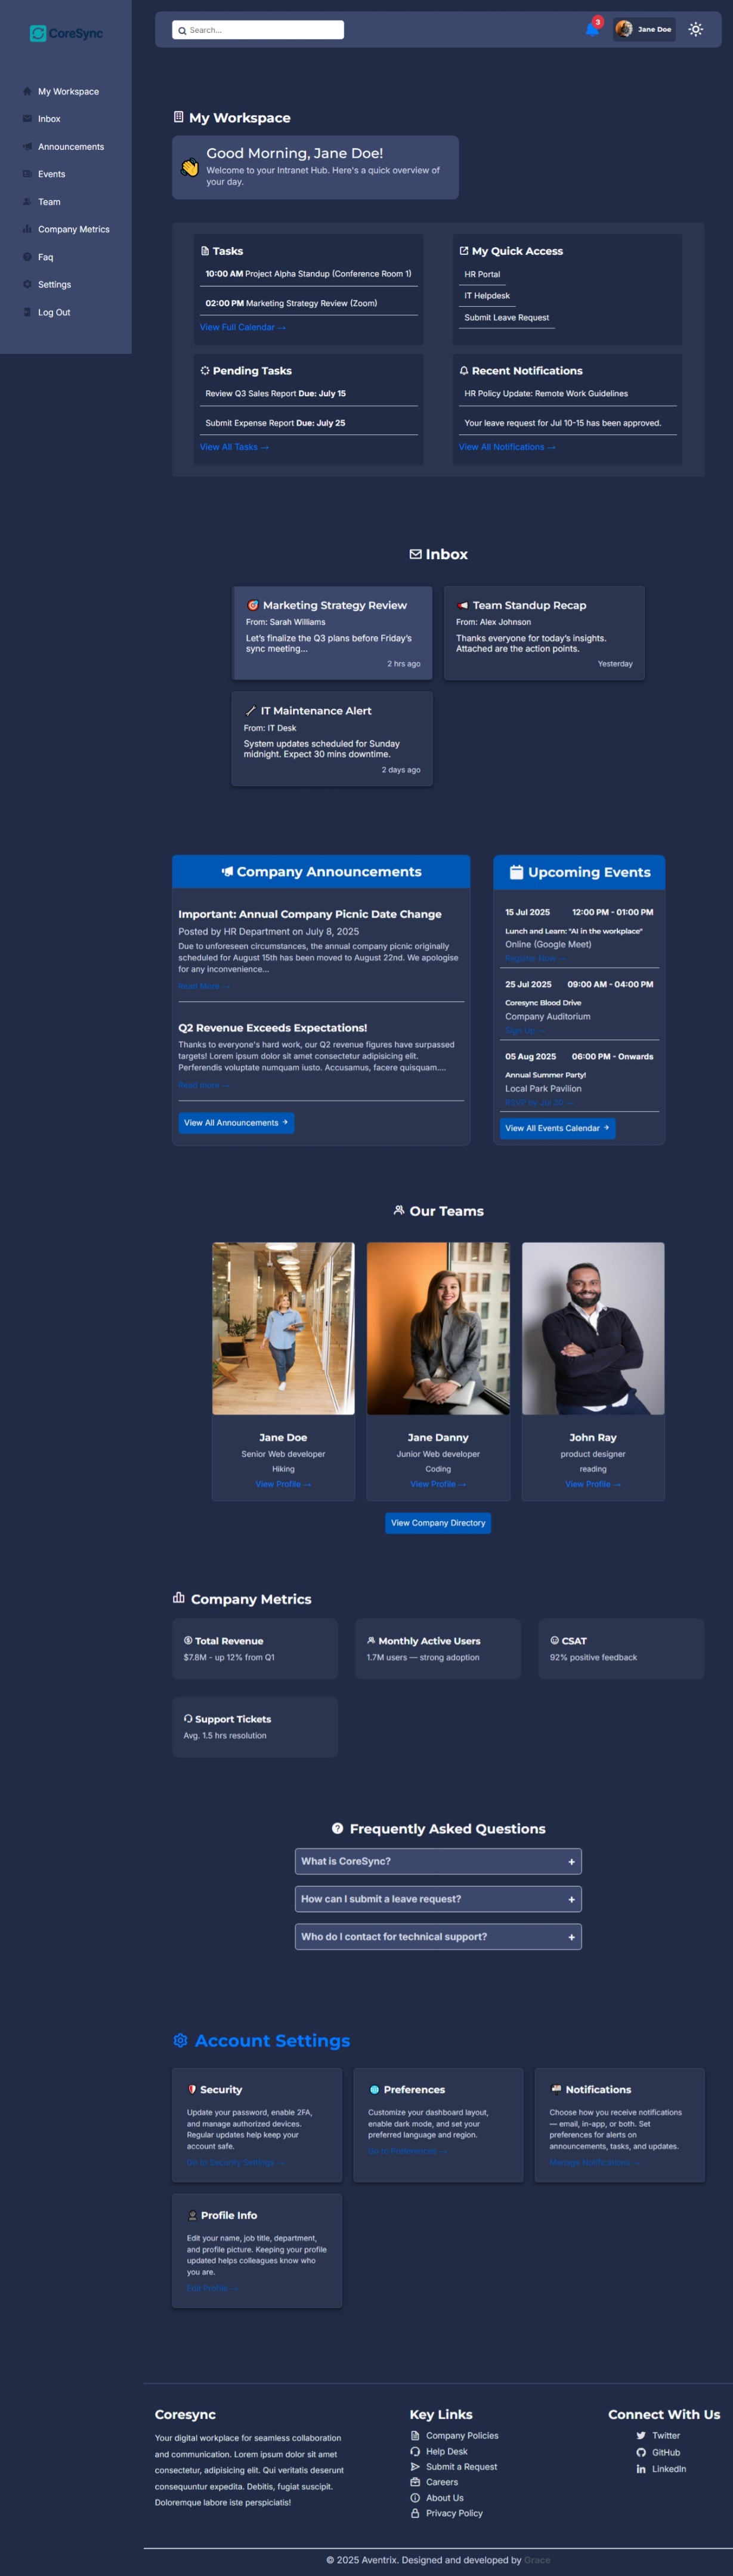 CoreSync
My Workspace
Inbox
Announcements
Events
Team
Company Metrics
Faq
Settings
Log Out
Search...
3
Jane Doe
My Workspace
Good Morning, Jane Doe!
Welcome to your Intranet Hub. Here's a quick overview of
your day.
Tasks
10:00 AM Project Alpha Standup (Conference Room 1)
02:00 PM Marketing Strategy Review (Zoom)
View Full Calendar →
My Quick Access
HR Portal
IT Helpdesk
Submit Leave Request
Pending Tasks
Review Q3 Sales Report Due: July 15
Submit Expense Report Due: July 25
View All Tasks →
Recent Notifications
HR Policy Update: Remote Work Guidelines
Your leave request for Jul 10-15 has been approved.
View All Notifications →
Inbox
Marketing Strategy Review
From: Sarah Williams
Let's finalize the Q3 plans before Friday's
sync meeting...
2 hrs ago
Team Standup Recap
From: Alex Johnson
Thanks everyone for today's insights.
Attached are the action points.
Yesterday
IT Maintenance Alert
From: IT Desk
System updates scheduled for Sunday
midnight. Expect 30 mins downtime.
2 days ago
Company Announcements
Important: Annual Company Picnic Date Change
Posted by HR Department on July 8, 2025
Due to unforeseen circumstances, the annual company picnic originally
scheduled for August 15th has been moved to August 22nd. We apologise
for any inconvenience...
Read More →
Q2 Revenue Exceeds Expectations!
Thanks to everyone's hard work, our Q2 revenue figures have surpassed
targets! Lorem ipsum dolor sit amet consectetur adipisicing elit.
Perferendis voluptate numquam iusto. Accusamus, facere quisquam....
Read more →
View All Announcements →
Upcoming Events
15 Jul 2025 12:00 PM - 01:00 PM
Lunch and Learn: "AI in the workplace"
Online (Google Meet)
Register Now →
25 Jul 2025 09:00 AM - 04:00 PM
Coresync Blood Drive
Company Auditorium
Sign Up →
05 Aug 2025 06:00 PM - Onwards
Annual Summer Party!
Local Park Pavilion
RSVP by Jul 20 →
View All Events Calendar →
Our Teams
Jane Doe
Senior Web developer
Hiking
View Profile →
Jane Danny
Junior Web developer
Coding
View Profile →
John Ray
product designer
reading
View Profile →
View Company Directory
Company Metrics
Total Revenue
$7.8M - up 12% from Q1
Monthly Active Users
1.7M users — strong adoption
CSAT
92% positive feedback
Support Tickets
Avg. 1.5 hrs resolution
Frequently Asked Questions
What is CoreSync? +
How can I submit a leave request? +
Who do I contact for technical support? +
Account Settings
Security
Update your password, enable 2FA,
and manage authorized devices.
Regular updates help keep your
account safe.
Go to Security Settings →
Preferences
Customize your dashboard layout,
enable dark mode, and set your
preferred language and region.
Go to Preferences →
Notifications
Choose how you receive notifications
— email, in-app, or both. Set
preferences for alerts on
announcements, tasks, and updates.
Manage Notifications →
Profile Info
Edit your name, job title, department,
and profile picture. Keeping your profile
updated helps colleagues know who
you are.
Edit Profile →
Coresync
Your digital workplace for seamless collaboration
and communication. Lorem ipsum dolor sit amet
consectetur, adipisicing elit. Qui veritatis deserunt
consequuntur expedita. Debitis, fugiat suscipit.
Doloremque labore iste perspiciatis!
Key Links
Company Policies
Help Desk
Submit a Request
Careers
About Us
Privacy Policy
Connect With Us
Twitter
GitHub
LinkedIn
© 2025 Aventrix. Designed and developed by Grace